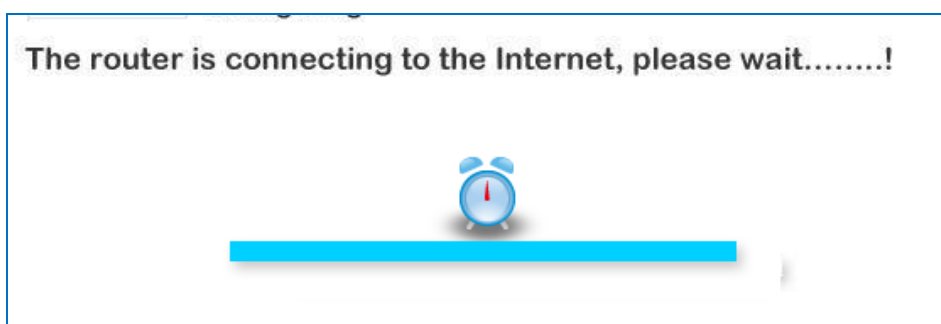 The router is connecting to the Internet, please wait........!